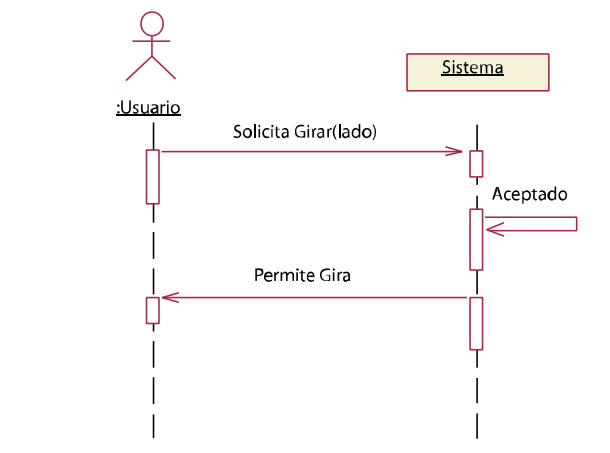 Sistema
:Usuario
Solicita Girar(lado)
Aceptado
Permite Gira